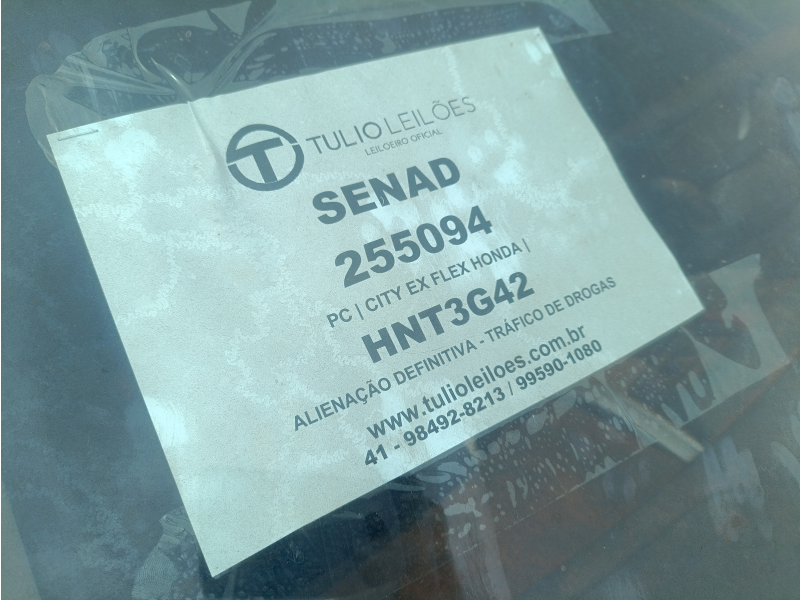 TULIO LEILÕES
LEILOEIRO OFICIAL
SENAD
255094
PC | CITY EX FLEX HONDA |
HNT3G42
ALIENAÇÃO DEFINITIVA - TRÁFICO DE DROGAS
www.tulioleiloes.com.br
41 - 98492-8213 / 99590-1080